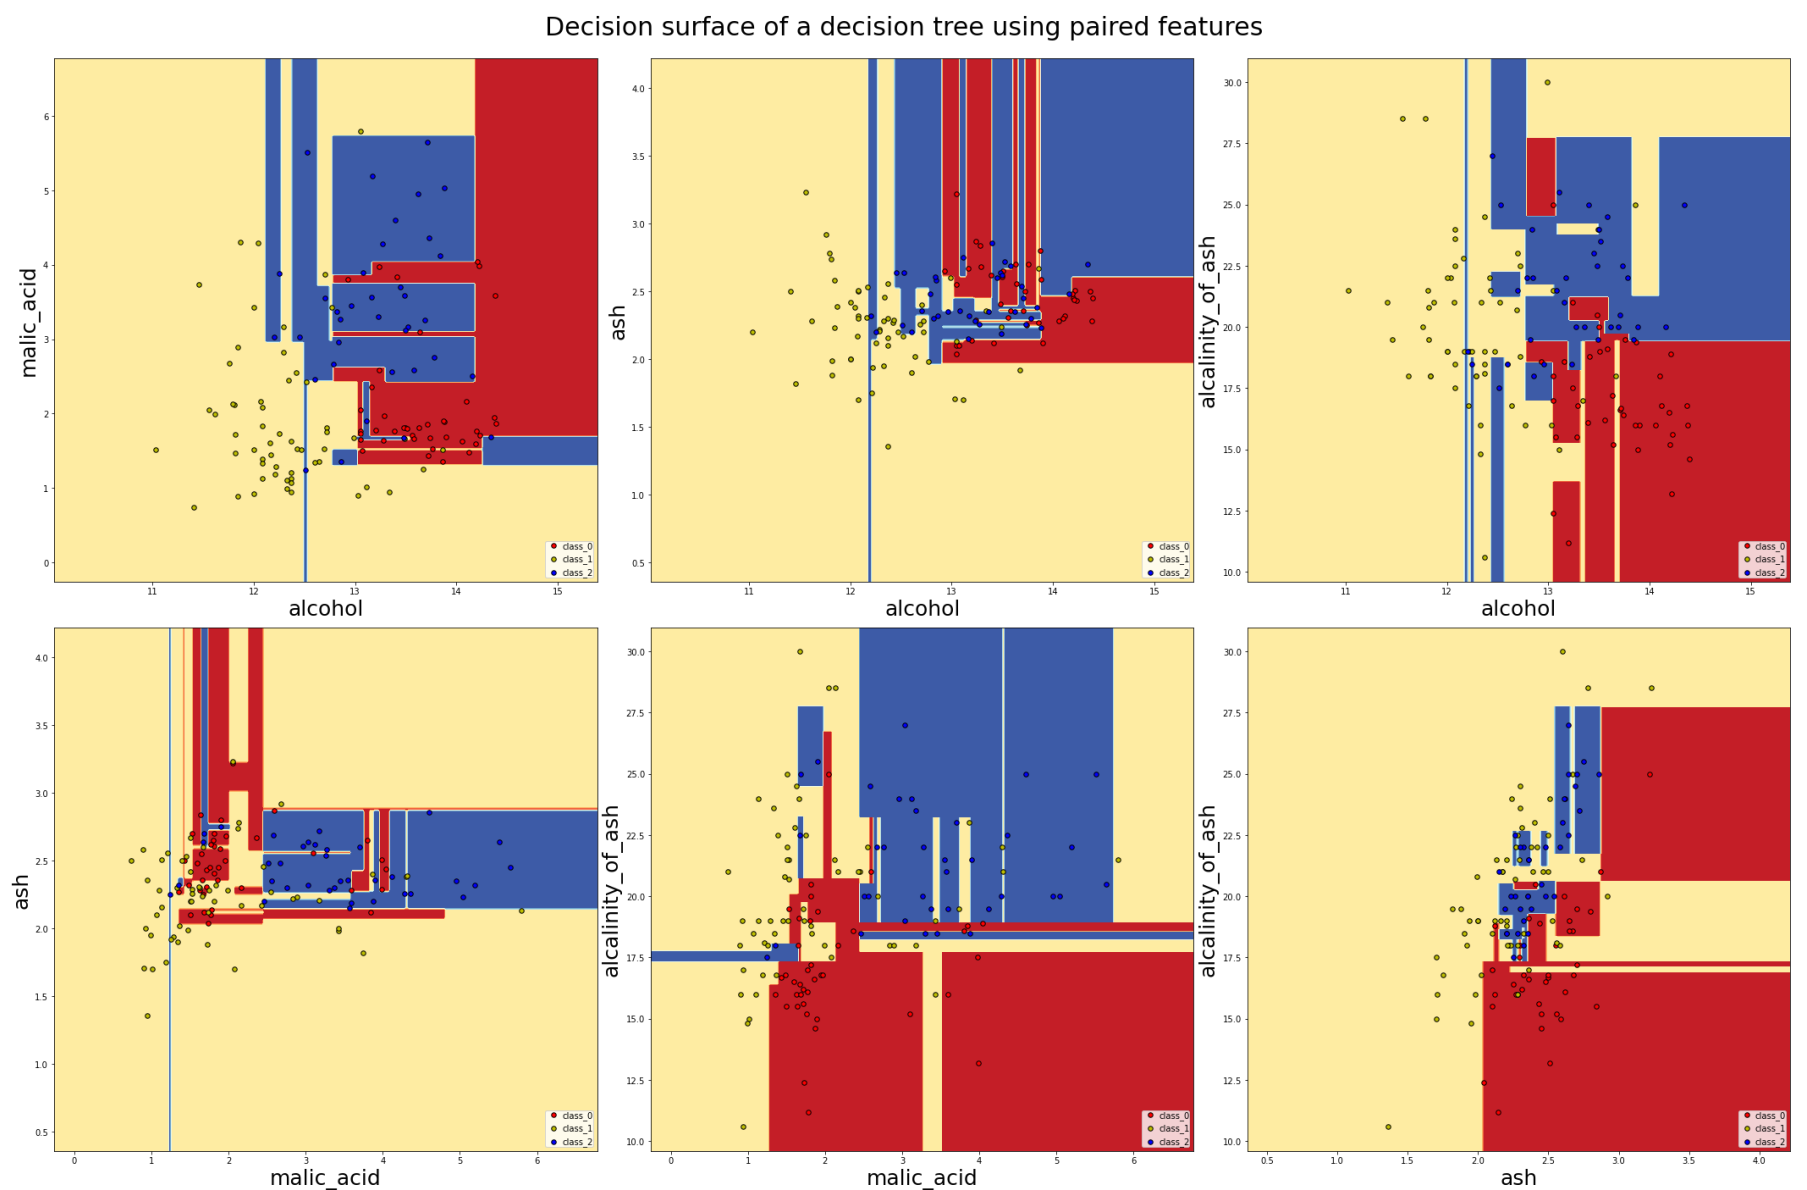 Decision surface of a decision tree using paired features
malic_acid
6
5
4
3
2
1
0
11 12 13 14 15
alcohol
class_0
class_1
class_2
ash
4.0
3.5
3.0
2.5
2.0
1.5
1.0
0.5
11 12 13 14 15
alcohol
class_0
class_1
class_2
alcalinity_of_ash
30.0
27.5
25.0
22.5
20.0
17.5
15.0
12.5
10.0
11 12 13 14 15
alcohol
class_0
class_1
class_2
ash
4.0
3.5
3.0
2.5
2.0
1.5
1.0
0.5
0 1 2 3 4 5 6
malic_acid
class_0
class_1
class_2
alcalinity_of_ash
30.0
27.5
25.0
22.5
20.0
17.5
15.0
12.5
10.0
0 1 2 3 4 5 6
malic_acid
class_0
class_1
class_2
alcalinity_of_ash
30.0
27.5
25.0
22.5
20.0
17.5
15.0
12.5
10.0
0.5 1.0 1.5 2.0 2.5 3.0 3.5 4.0
ash
class_0
class_1
class_2